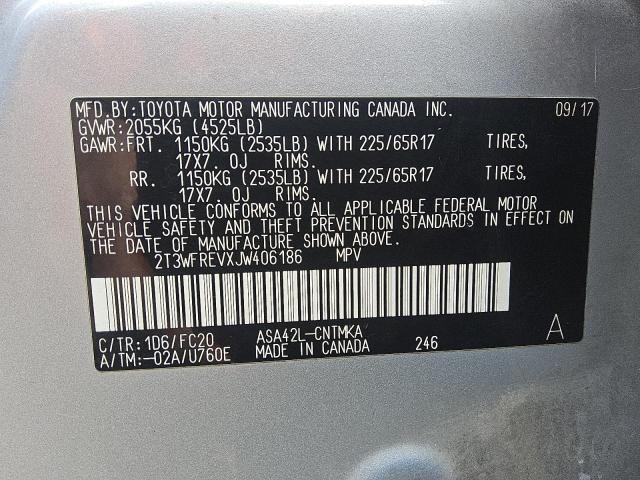 MFD.BY:TOYOTA MOTOR MANUFACTURING CANADA INC. 09/17
GVWR:2055KG (4525LB)
GAWR:FRT. 1150KG (2535LB) WITH 225/65R17 TIRES,
17X7.0J RIMS.
RR. 1150KG (2535LB) WITH 225/65R17 TIRES,
17X7.0J RIMS.
THIS VEHICLE CONFORMS TO ALL APPLICABLE FEDERAL MOTOR
VEHICLE SAFETY AND THEFT PREVENTION STANDARDS IN EFFECT ON
THE DATE OF MANUFACTURE SHOWN ABOVE.
2T3WFREVXJW406186 MPV
C/TR:1D6/FC20 ASA42L-CNTMKA
A/TM:-02A/U760E MADE IN CANADA 246 A